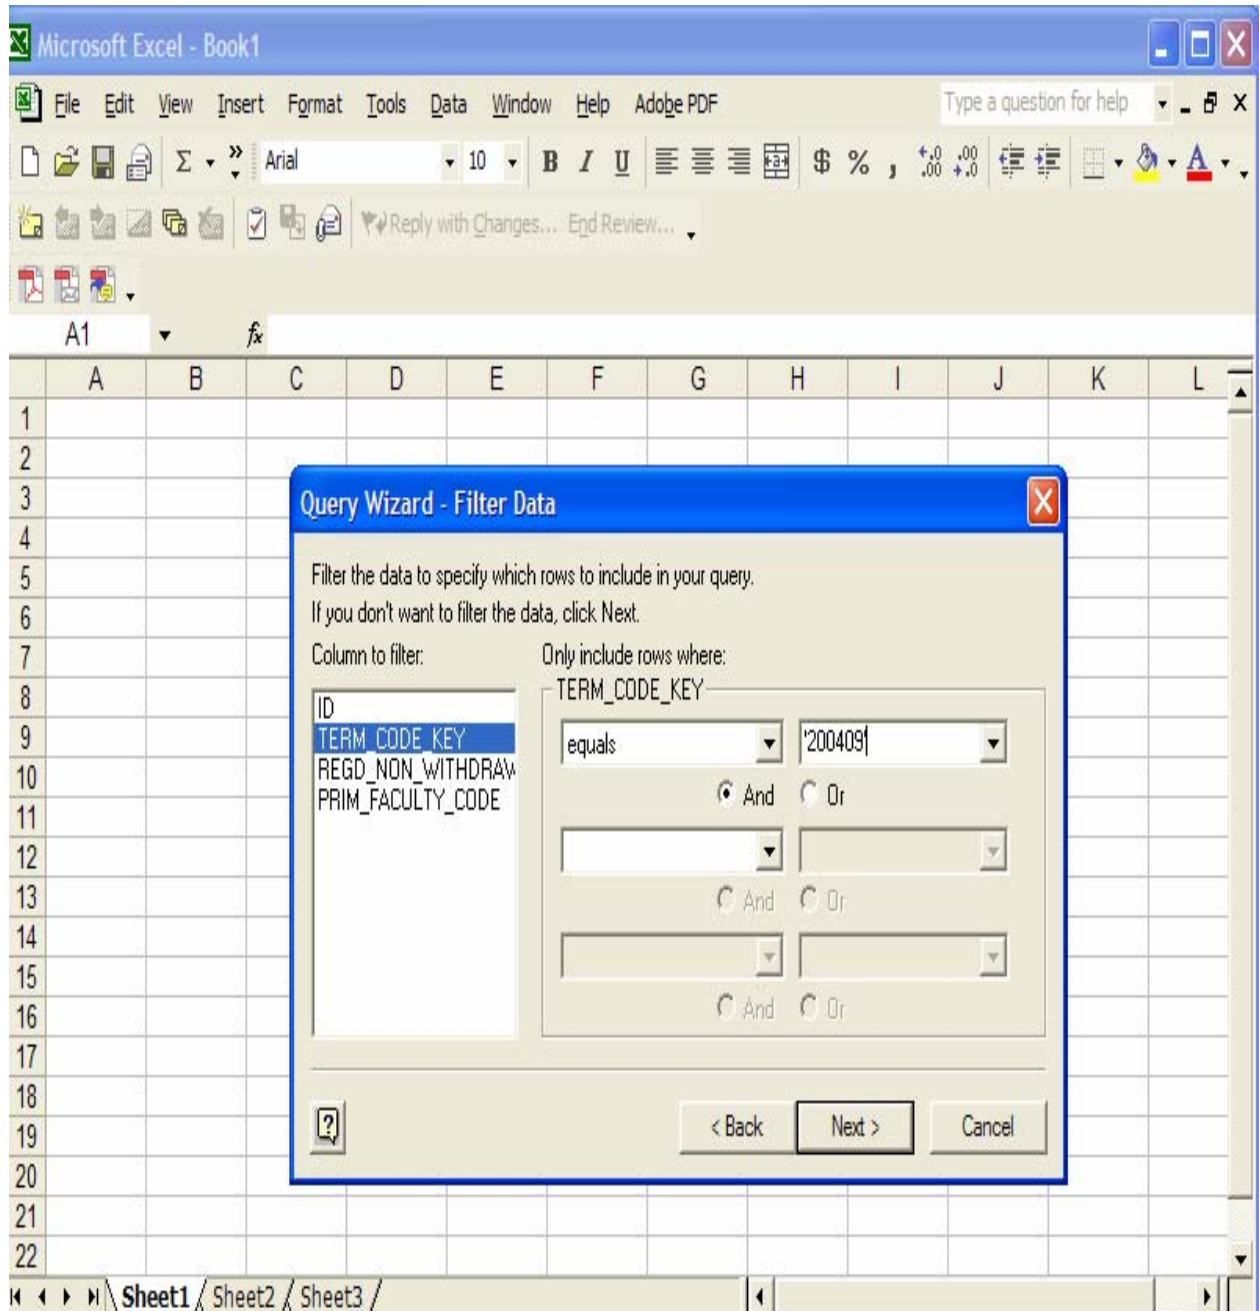 Microsoft Excel - Book1
File Edit View Insert Format Tools Data Window Help Adobe PDF Type a question for help
Σ » Arial 10 B I U $ % , .00 .00 A
Reply with Changes... End Review...
A1 fx
A B C D E F G H I J K L
1
2
3 Query Wizard - Filter Data
4
5 Filter the data to specify which rows to include in your query.
6 If you don't want to filter the data, click Next.
7 Column to filter: Only include rows where:
8 ID TERM_CODE_KEY
9 TERM_CODE_KEY equals '200409'
10 REGD_NON_WITHDRAW And Or
11 PRIM_FACULTY_CODE
12
13 And Or
14
15
16 And Or
17
18
19 < Back Next > Cancel
20
21
22
Sheet1 Sheet2 Sheet3